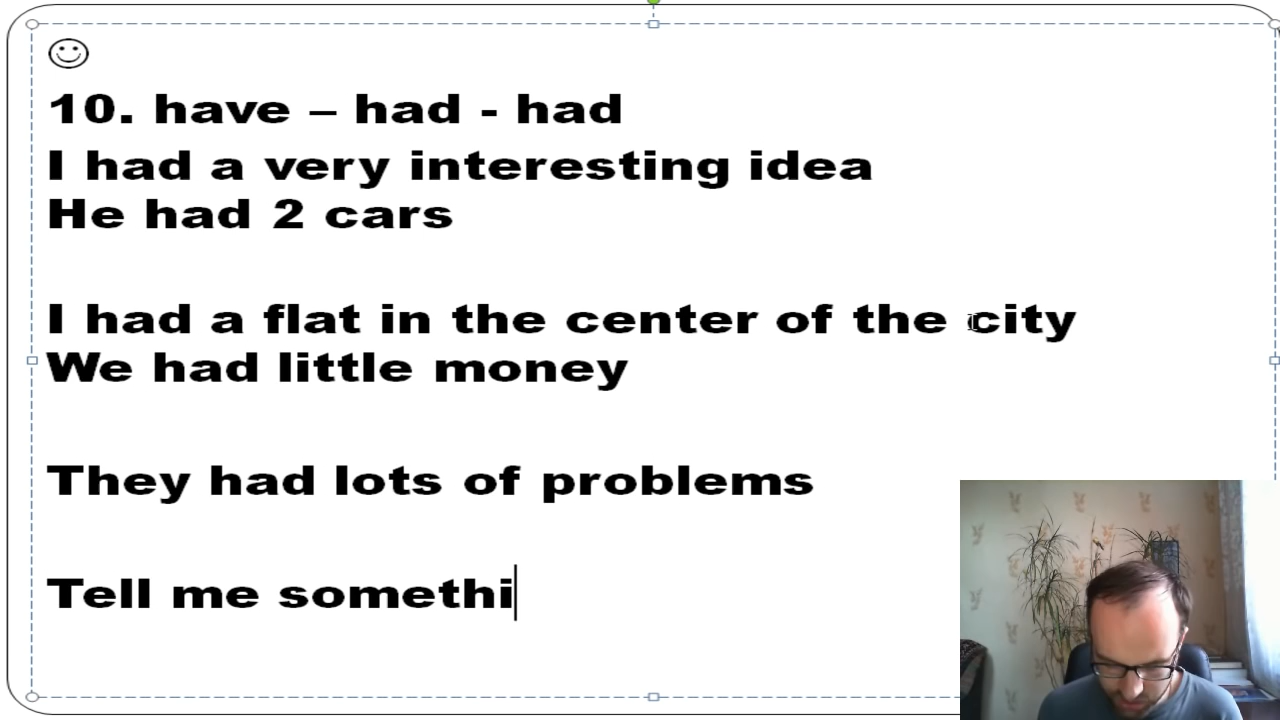 10. have – had - had
I had a very interesting idea
He had 2 cars
I had a flat in the center of the city
We had little money
They had lots of problems
Tell me somethi